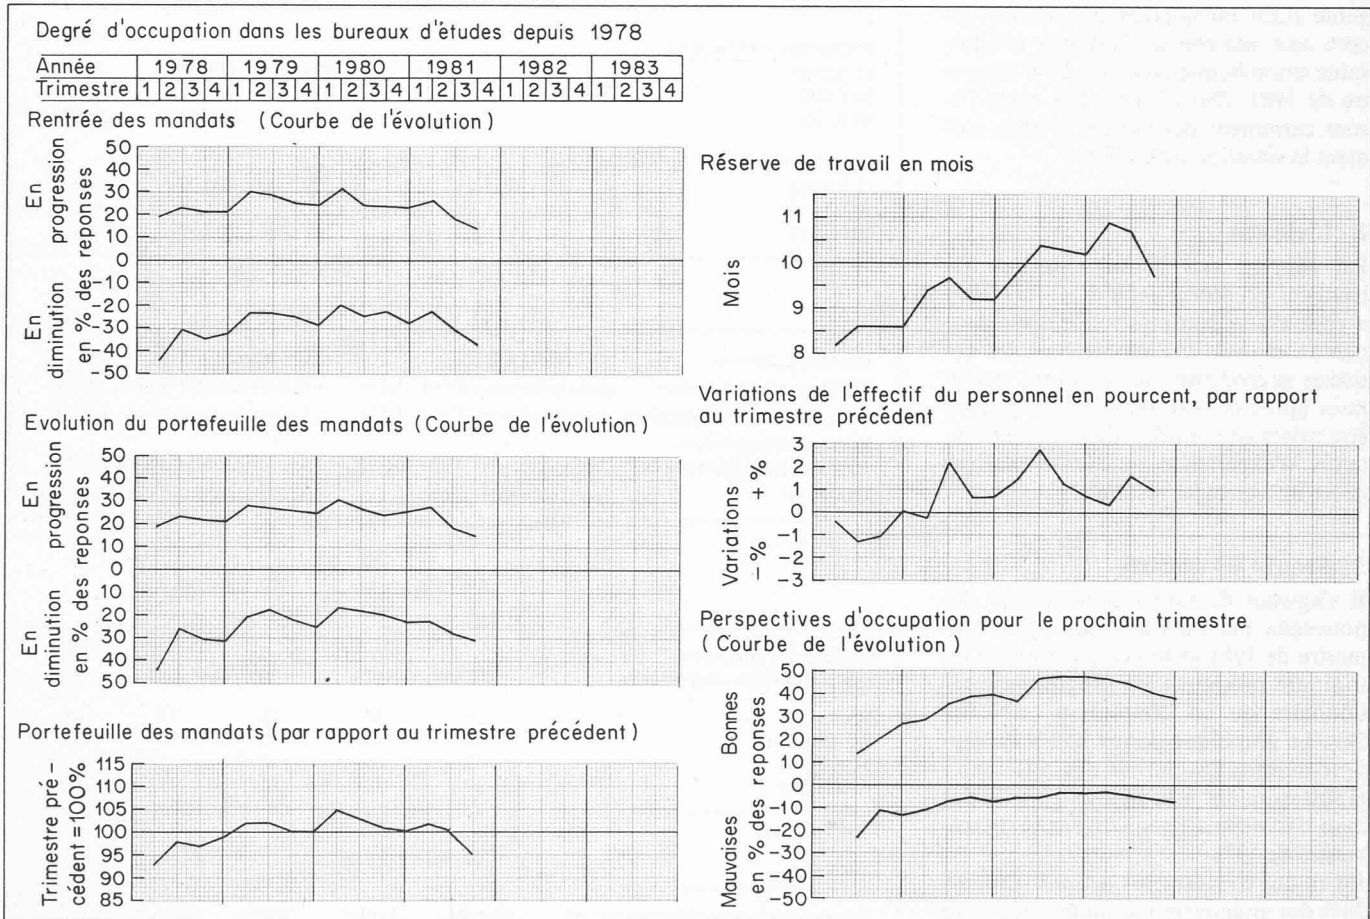 Degré d'occupation dans les bureaux d'études depuis 1978
Année 1978 1979 1980 1981 1982 1983
Trimestre 1 2 3 4 1 2 3 4 1 2 3 4 1 2 3 4 1 2 3 4 1 2 3 4
Rentrée des mandats (Courbe de l'évolution)
En progression
En diminution
en % des reponses
50
40
30
20
10
0
-10
-20
-30
-40
-50
Evolution du portefeuille des mandats (Courbe de l'évolution)
En progression
En diminution
en % des reponses
50
40
30
20
10
0
10
20
30
40
50
Portefeuille des mandats (par rapport au trimestre précédent)
Trimestre pré-
cédent = 100%
115
110
105
100
95
90
85
Réserve de travail en mois
Mois
11
10
9
8
Variations de l'effectif du personnel en pourcent, par rapport
au trimestre précédent
Variations
- % + %
3
2
1
0
-1
-2
-3
Perspectives d'occupation pour le prochain trimestre
(Courbe de l'évolution)
Bonnes
Mauvaises
en % des reponses
50
40
30
20
10
0
-10
-20
-30
-40
-50